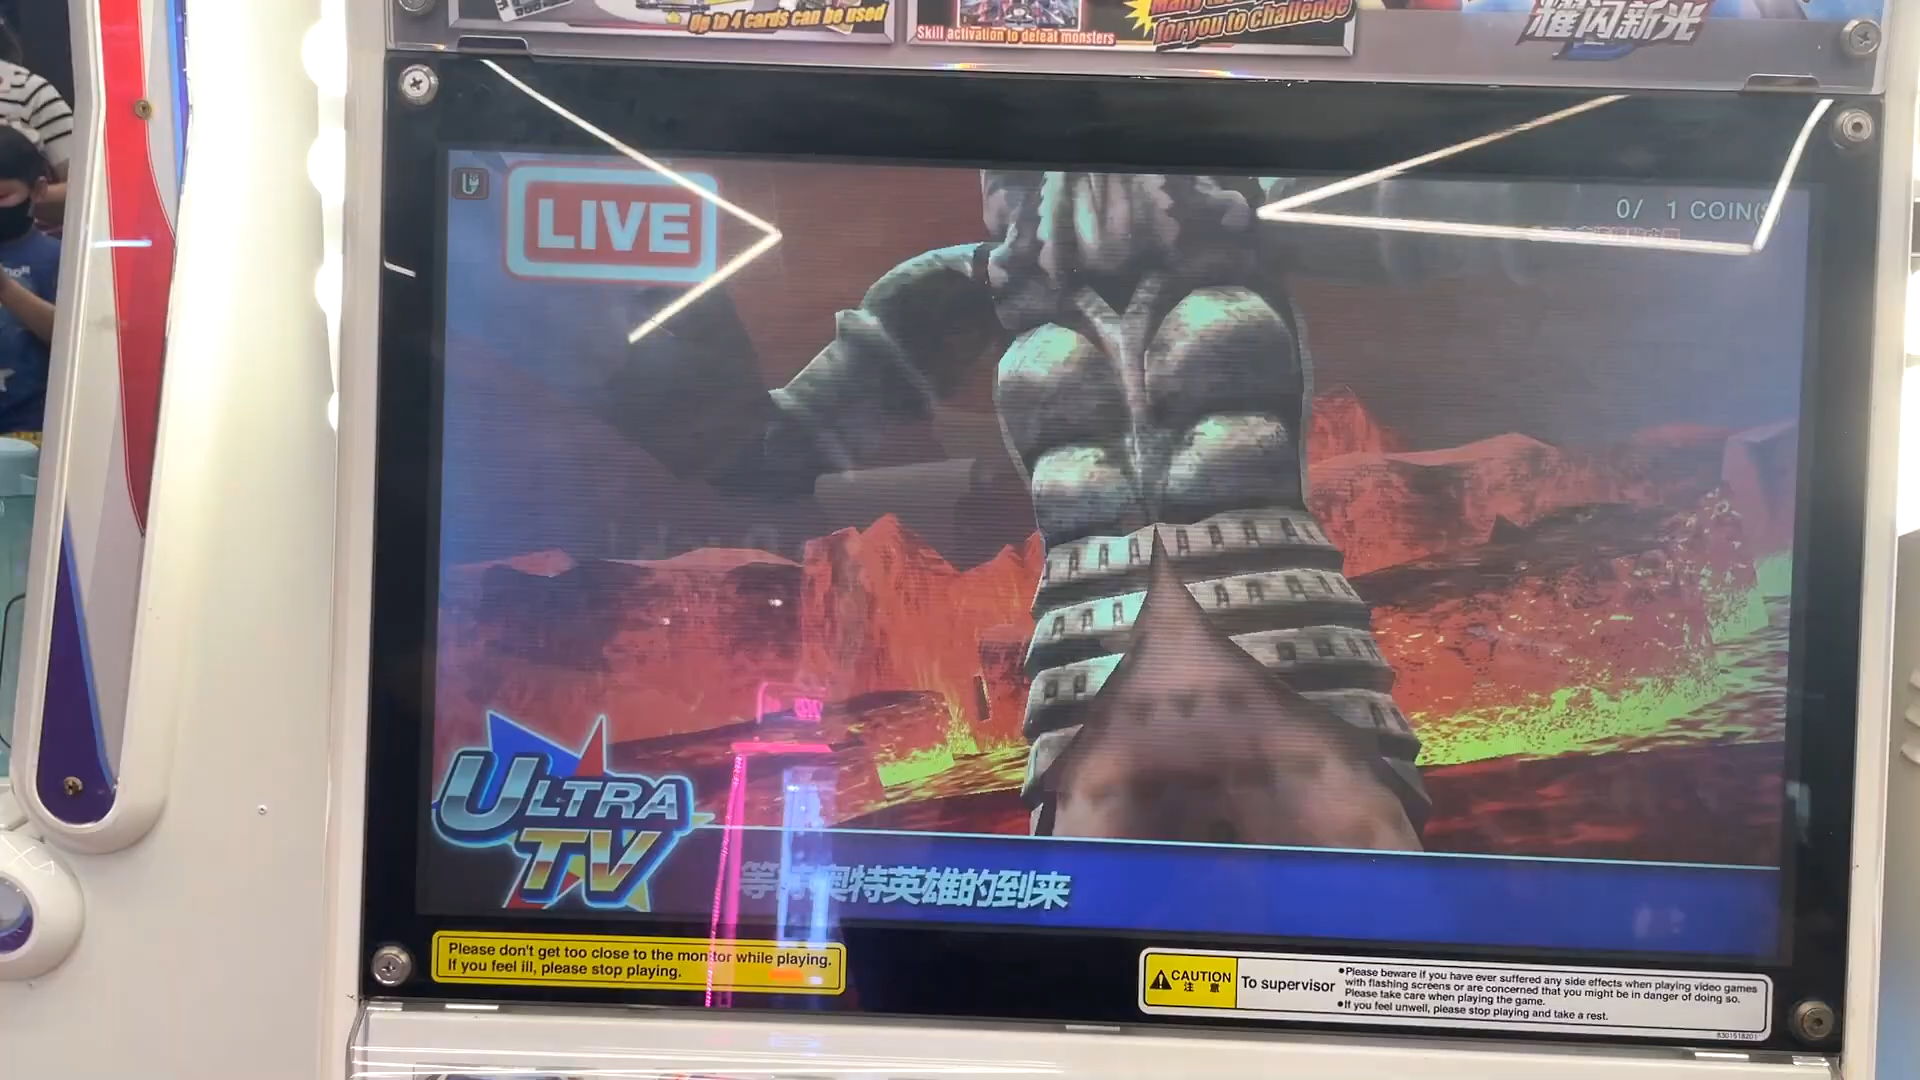 Up to 4 cards can be used
Skill activation to defeat monsters
for you to challenge
耀闪新光
LIVE
0/ 1 COIN(S)
ULTRA
TV
等待奥特英雄的到来
Please don't get too close to the monitor while playing.
If you feel ill, please stop playing.
CAUTION
注 意
To supervisor
•Please beware if you have ever suffered any side effects when playing video games
with flashing screens or are concerned that you might be in danger of doing so.
Please take care when playing the game.
•If you feel unwell, please stop playing and take a rest.